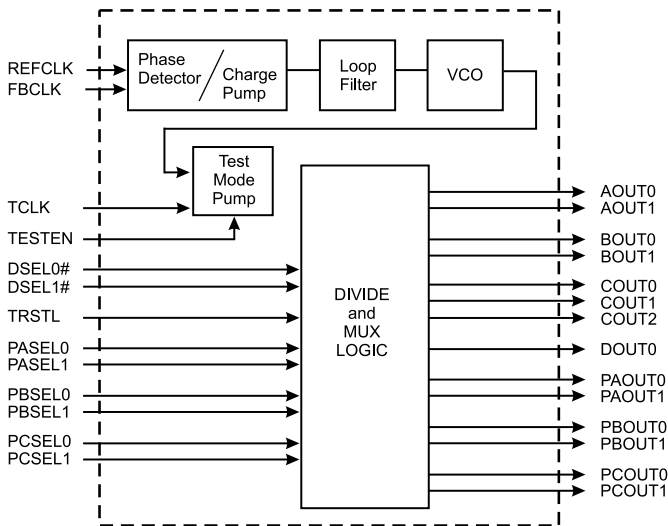 REFCLK
FBCLK
Phase
Detector
/
Charge
Pump
Loop
Filter
VCO
Test
Mode
Pump
TCLK
TESTEN
DSEL0#
DSEL1#
TRSTL
PASEL0
PASEL1
PBSEL0
PBSEL1
PCSEL0
PCSEL1
DIVIDE
and
MUX
LOGIC
AOUT0
AOUT1
BOUT0
BOUT1
COUT0
COUT1
COUT2
DOUT0
PAOUT0
PAOUT1
PBOUT0
PBOUT1
PCOUT0
PCOUT1